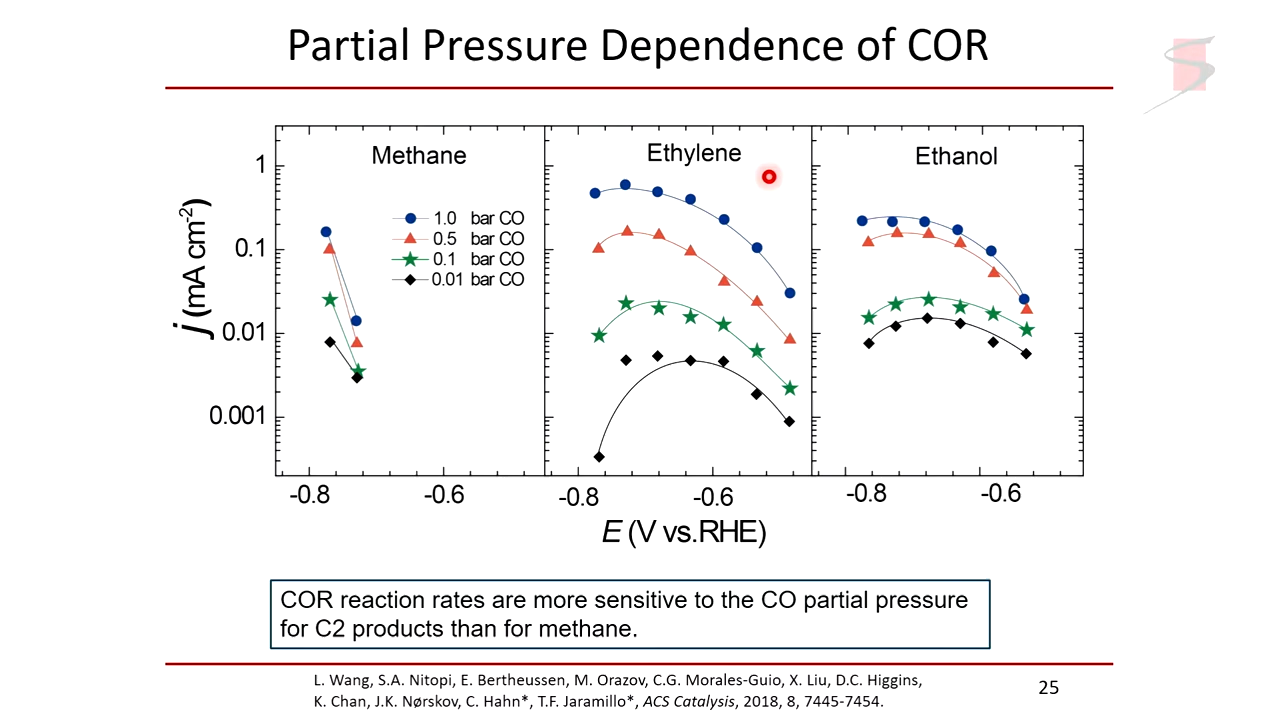 Partial Pressure Dependence of COR
Methane
Ethylene
Ethanol
1.0 bar CO
0.5 bar CO
0.1 bar CO
0.01 bar CO
1
0.1
0.01
0.001
j (mA cm-2)
-0.8 -0.6 -0.8 -0.6 -0.8 -0.6
E (V vs.RHE)
COR reaction rates are more sensitive to the CO partial pressure
for C2 products than for methane.
L. Wang, S.A. Nitopi, E. Bertheussen, M. Orazov, C.G. Morales-Guio, X. Liu, D.C. Higgins,
K. Chan, J.K. Nørskov, C. Hahn*, T.F. Jaramillo*, ACS Catalysis, 2018, 8, 7445-7454.
25